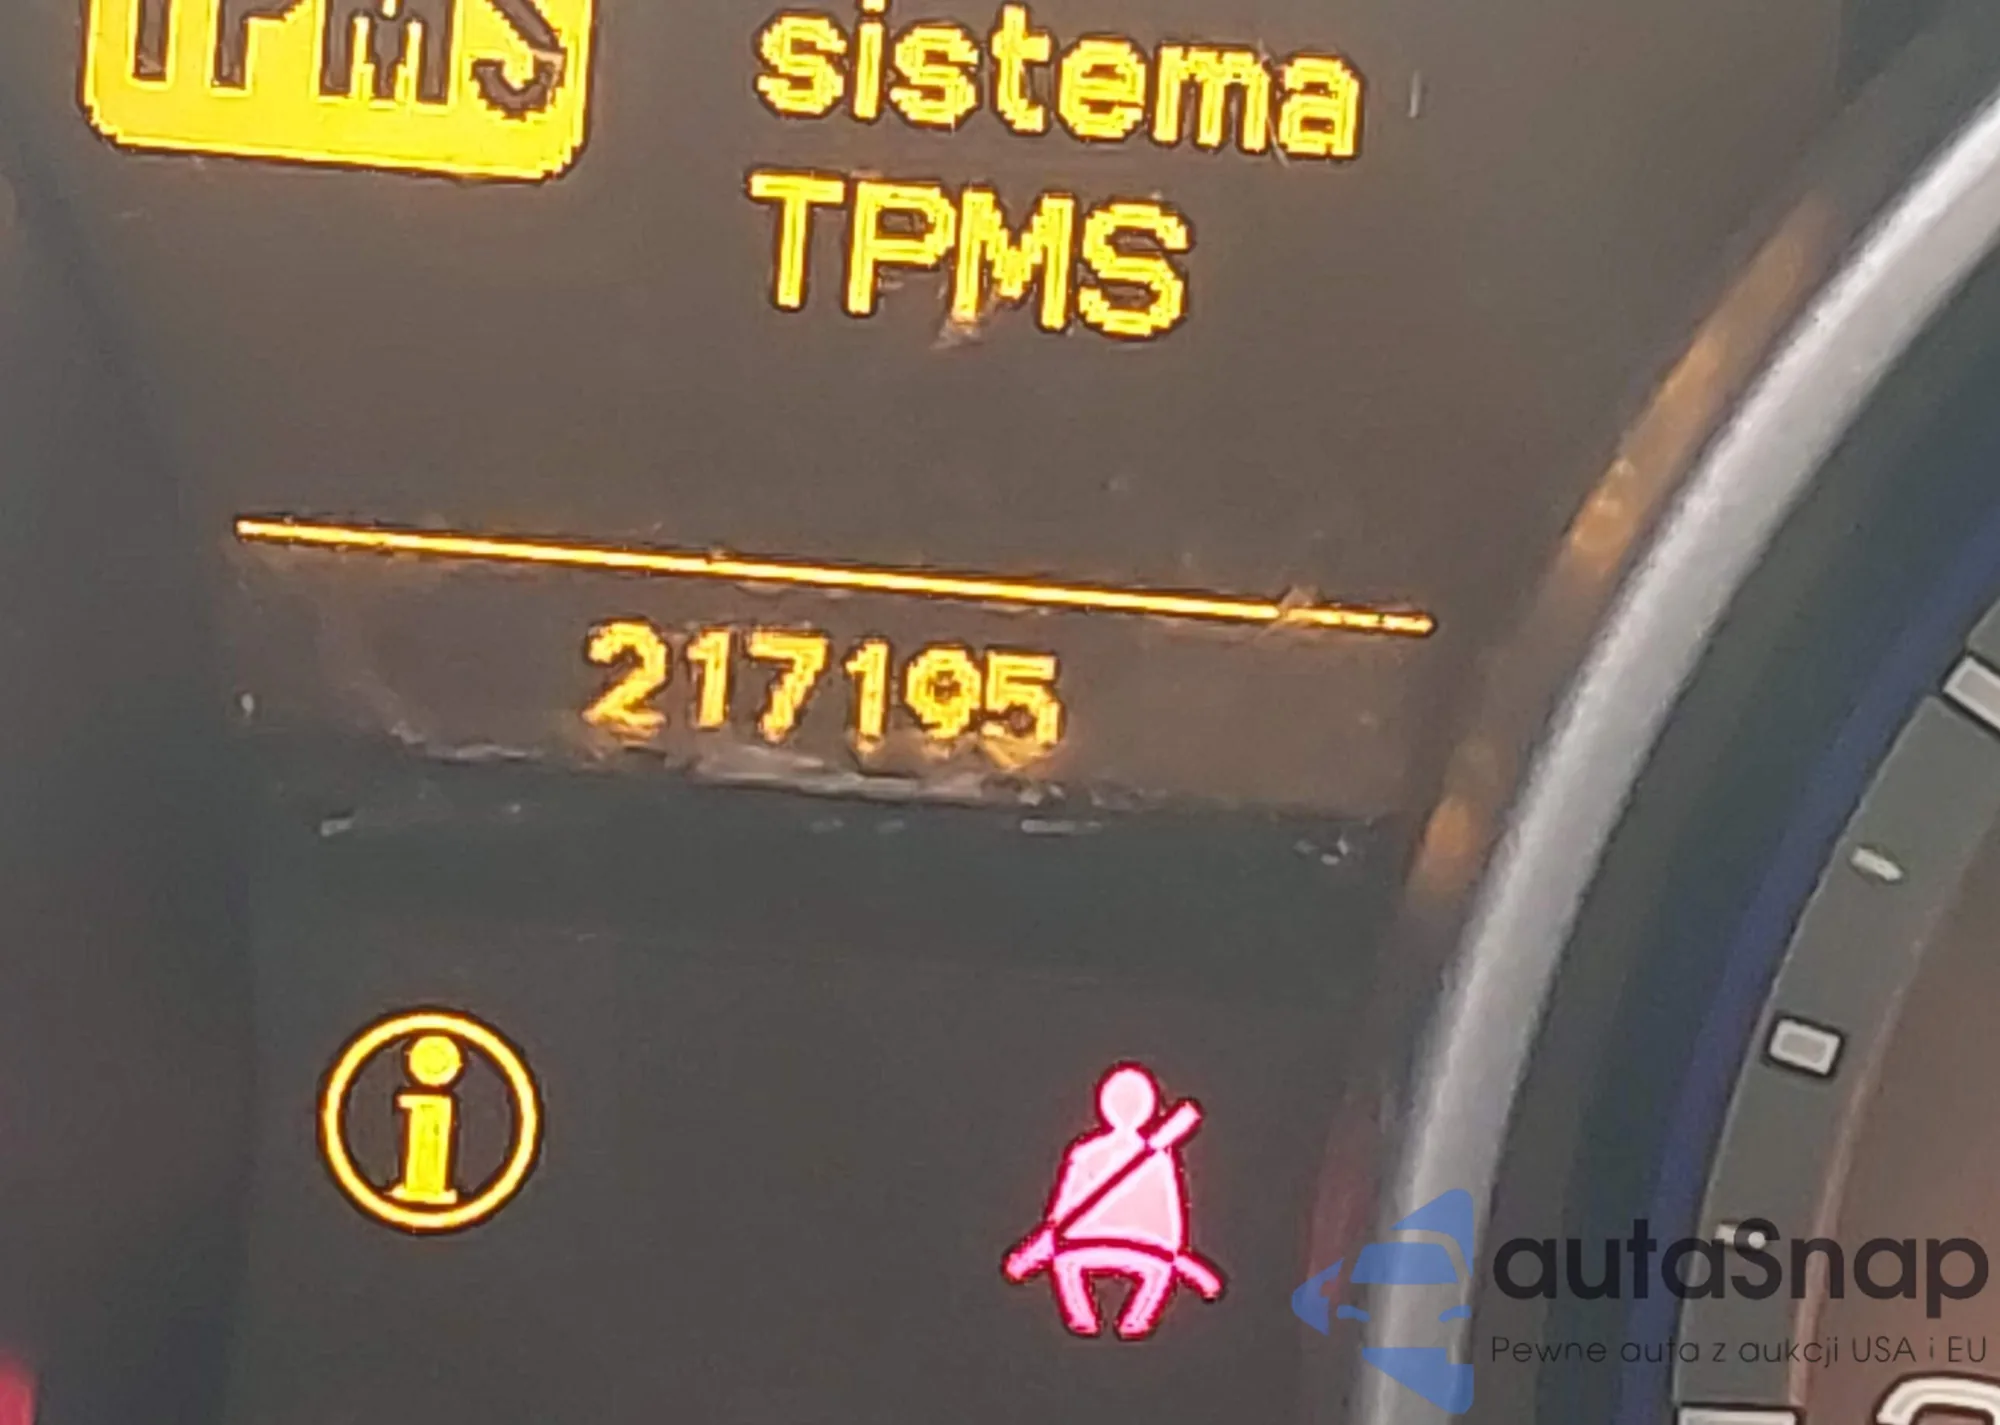 TPMS
sistema
TPMS
217195
i
autaSnap
Pewne auta z aukcji USA i EU